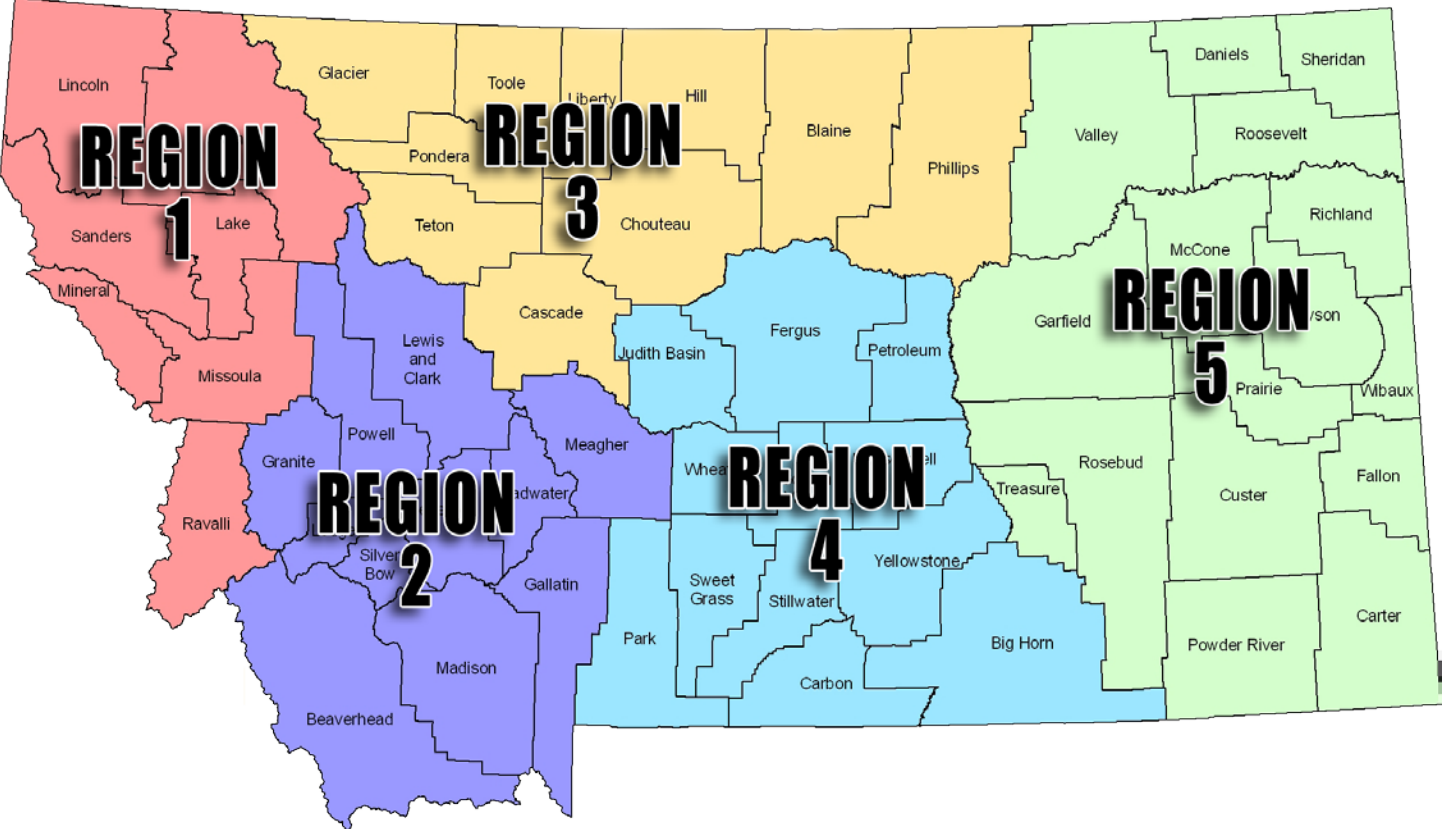 Lincoln
REGION
1
Sanders
Lake
Mineral
Missoula
Ravalli
Glacier
Toole
Liberty
Hill
Blaine
Phillips
Pondera
REGION
3
Teton
Chouteau
Cascade
Lewis
and
Clark
Powell
Granite
Meagher
REGION
2
Silver
Bow
Gallatin
Madison
Beaverhead
Judith Basin
Fergus
Petroleum
REGION
4
Yellowstone
Sweet
Grass
Stillwater
Park
Carbon
Big Horn
Daniels
Sheridan
Valley
Roosevelt
Richland
McCone
REGION
5
Garfield
Prairie
Wibaux
Rosebud
Treasure
Custer
Fallon
Powder River
Carter